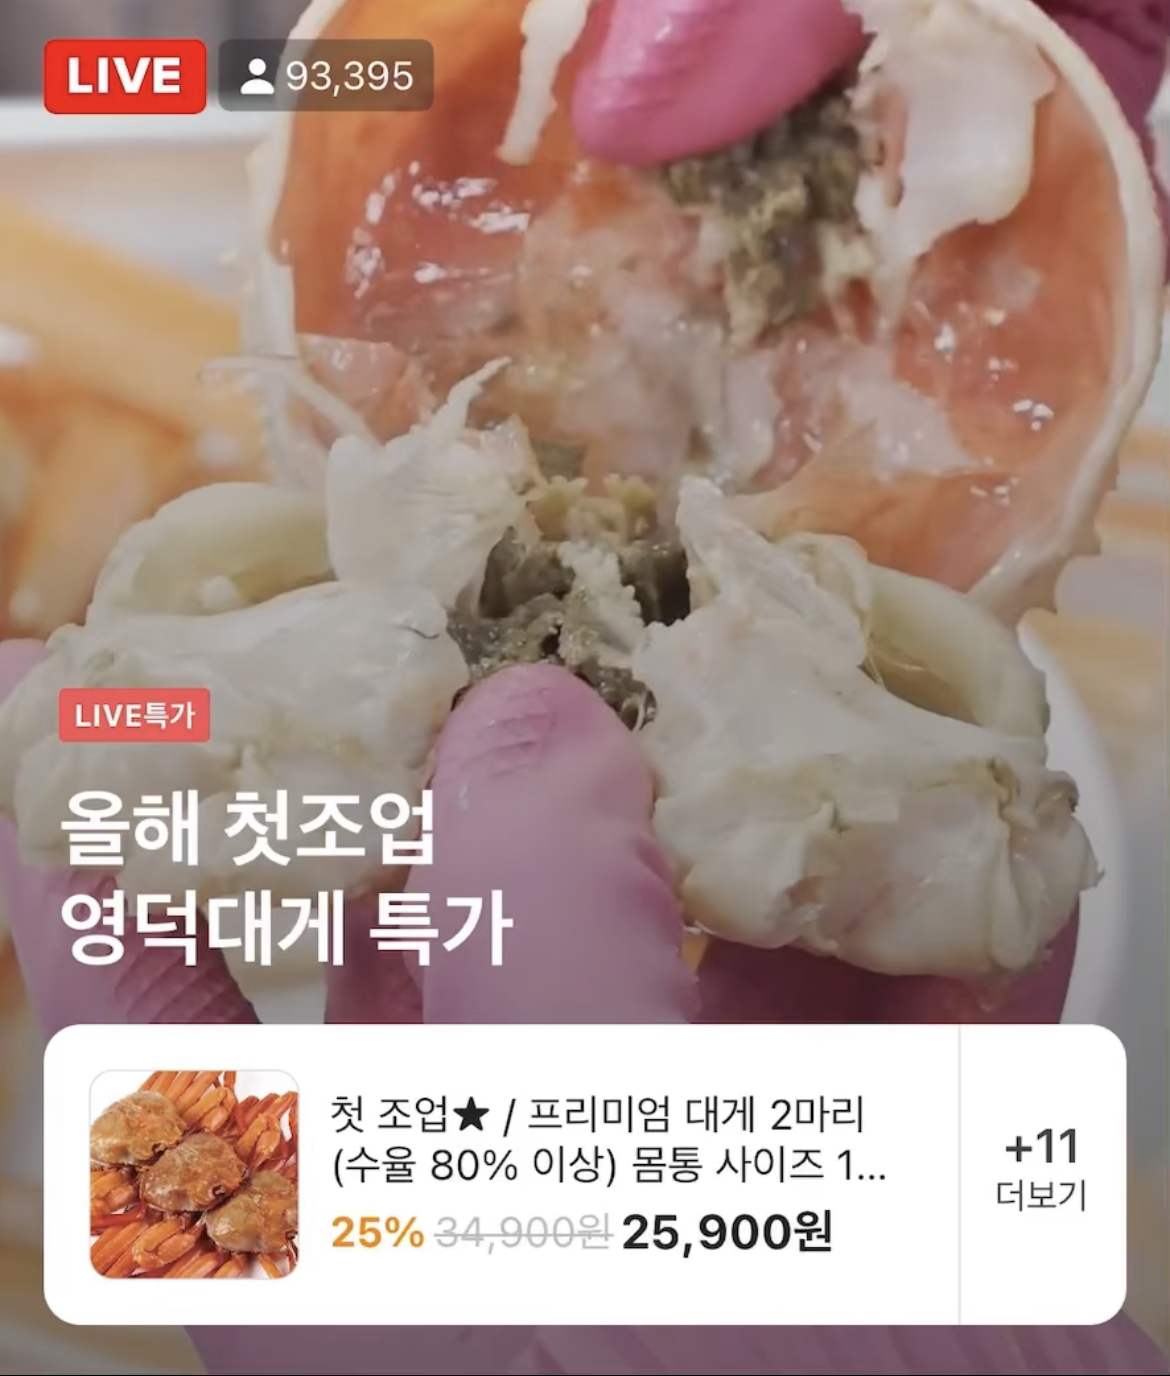 LIVE 93,395
LIVE특가
올해 첫조업
영덕대게 특가
첫 조업★ / 프리미엄 대게 2마리
(수율 80% 이상) 몸통 사이즈 1...
25% 34,900원 25,900원
+11
더보기